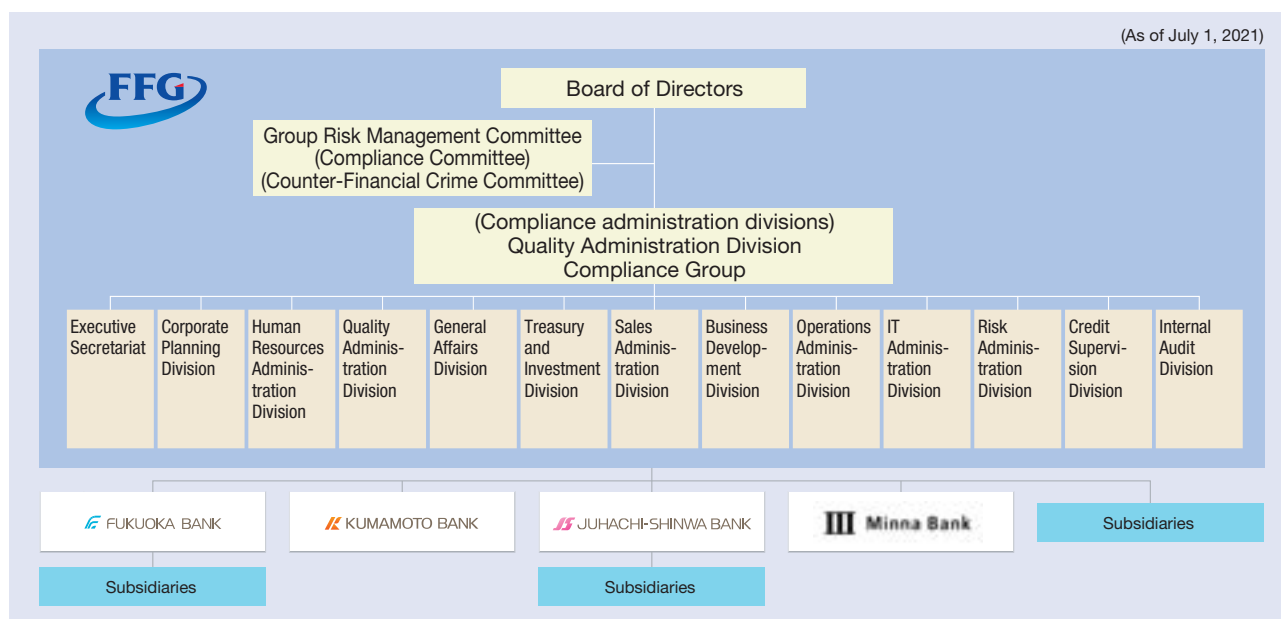 (As of July 1, 2021)
FFG
Board of Directors
Group Risk Management Committee
(Compliance Committee)
(Counter-Financial Crime Committee)
(Compliance administration divisions)
Quality Administration Division
Compliance Group
Executive
Secretariat
Corporate
Planning
Division
Human
Resources
Adminis-
tration
Division
Quality
Adminis-
tration
Division
General
Affairs
Division
Treasury
and
Investment
Division
Sales
Adminis-
tration
Division
Business
Develop-
ment
Division
Operations
Adminis-
tration
Division
IT
Adminis-
tration
Division
Risk
Adminis-
tration
Division
Credit
Supervi-
sion
Division
Internal
Audit
Division
FUKUOKA BANK
KUMAMOTO BANK
JUHACHI-SHINWA BANK
Minna Bank
Subsidiaries
Subsidiaries
Subsidiaries